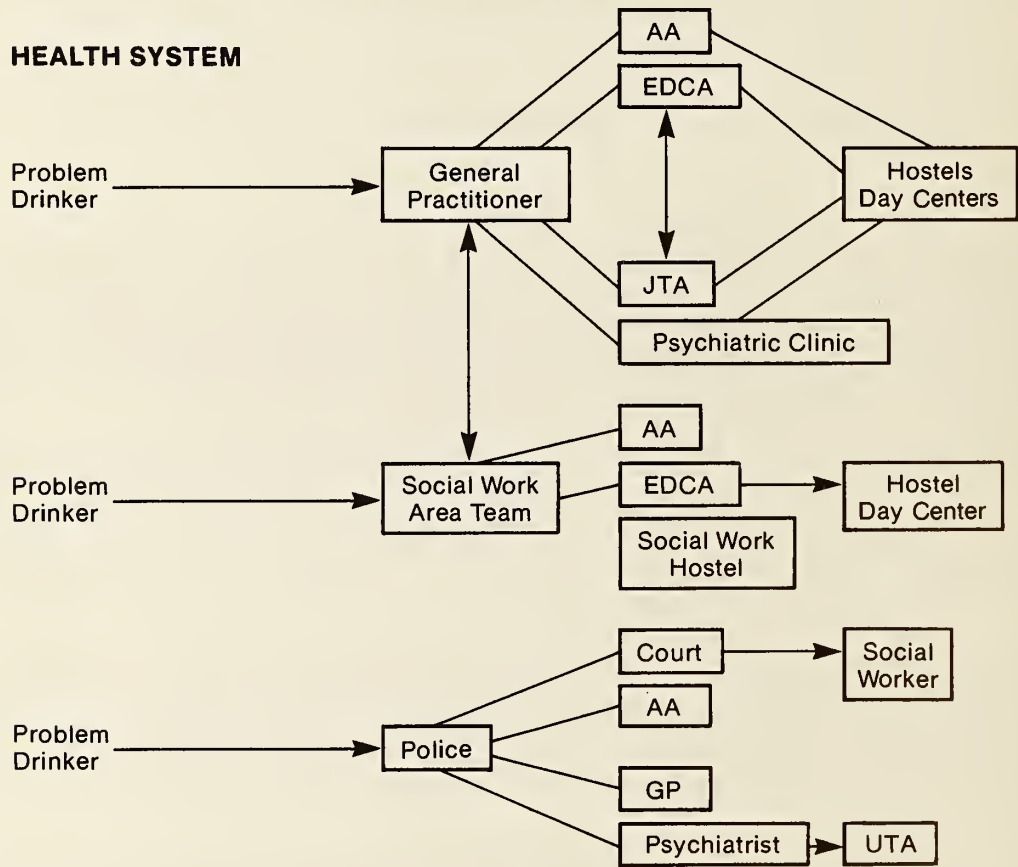 HEALTH SYSTEM
AA
EDCA
Problem
Drinker
General
Practitioner
Hostels
Day Centers
JTA
Psychiatric Clinic
AA
Problem
Drinker
Social Work
Area Team
EDCA
Hostel
Day Center
Social Work
Hostel
Court
Social
Worker
AA
Problem
Drinker
Police
GP
Psychiatrist
UTA